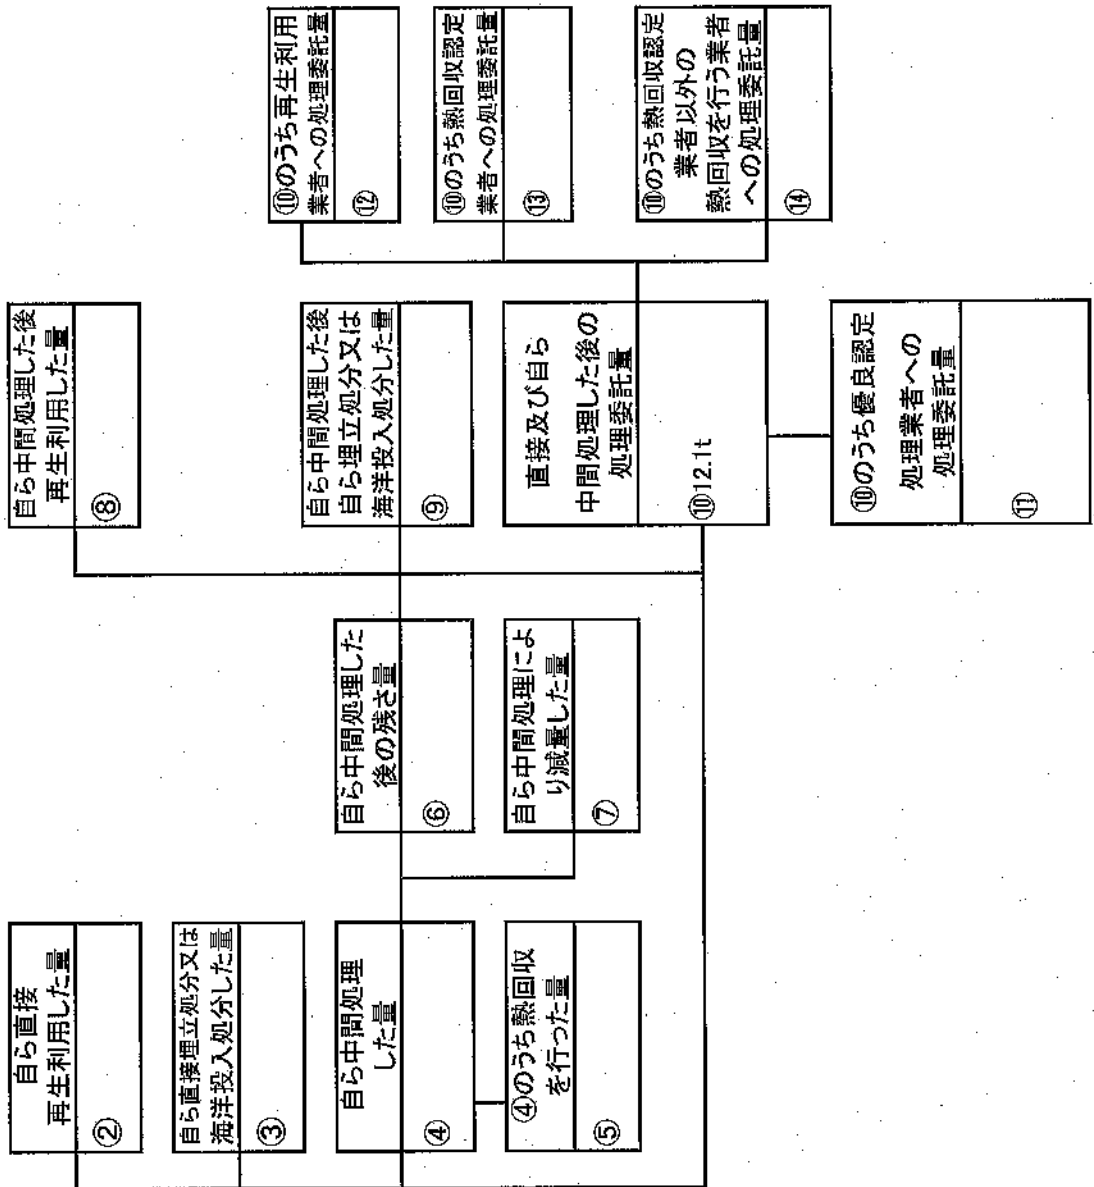 自ら直接
再生利用した量
②
自ら直接埋立処分又は
海洋投入処分した量
③
自ら中間処理
した量
④
④のうち熱回収
を行った量
⑤
自ら中間処理した
後の残さ量
⑥
自ら中間処理によ
り減量した量
⑦
自ら中間処理した後
再生利用した量
⑧
自ら中間処理した後
自ら埋立処分又は
海洋投入処分した量
⑨
直接及び自ら
中間処理した後の
処理委託量
⑩12.1t
⑩のうち優良認定
処理業者への
処理委託量
⑪
⑩のうち再生利用
業者への処理委託量
⑫
⑩のうち熱回収認定
業者への処理委託量
⑬
⑩のうち熱回収認定
業者以外の
熱回収を行う業者
への処理委託量
⑭